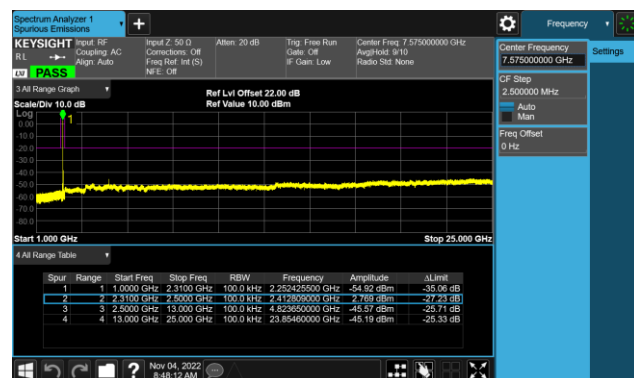 Spectrum Analyzer 1
Spurious Emissions
Frequency
KEYSIGHT Input: RF Input Z: 50 Ω Atten: 20 dB Trig: Free Run Center Freq: 7.575000000 GHz
Coupling: AC Corrections: Off Gate: Off Avg|Hold: 9/10
RL Align: Auto Freq Ref: Int (S) IF Gain: Low Radio Std: None
NFE: Off
LXI PASS
Center Frequency
7.575000000 GHz
Settings
CF Step
2.500000 MHz
Auto
Man
Freq Offset
0 Hz
3 All Range Graph
Ref Lvl Offset 22.00 dB
Scale/Div 10.0 dB Ref Value 10.00 dBm
Log
1
0.00
-10.0
-20.0
-30.0
-40.0
-50.0
-60.0
-70.0
-80.0
Start 1.000 GHz Stop 25.000 GHz
4 All Range Table
Spur Range Start Freq Stop Freq RBW Frequency Amplitude ΔLimit
1 1 1.0000 GHz 2.3100 GHz 100.0 kHz 2.252425500 GHz -54.92 dBm -35.06 dB
2 2 2.3100 GHz 2.5000 GHz 100.0 kHz 2.412809000 GHz 2.769 dBm -27.23 dB
3 3 2.5000 GHz 13.000 GHz 100.0 kHz 4.823650000 GHz -45.57 dBm -25.71 dB
4 4 13.000 GHz 25.000 GHz 100.0 kHz 23.85460000 GHz -45.19 dBm -25.33 dB
Nov 04, 2022
8:48:12 AM